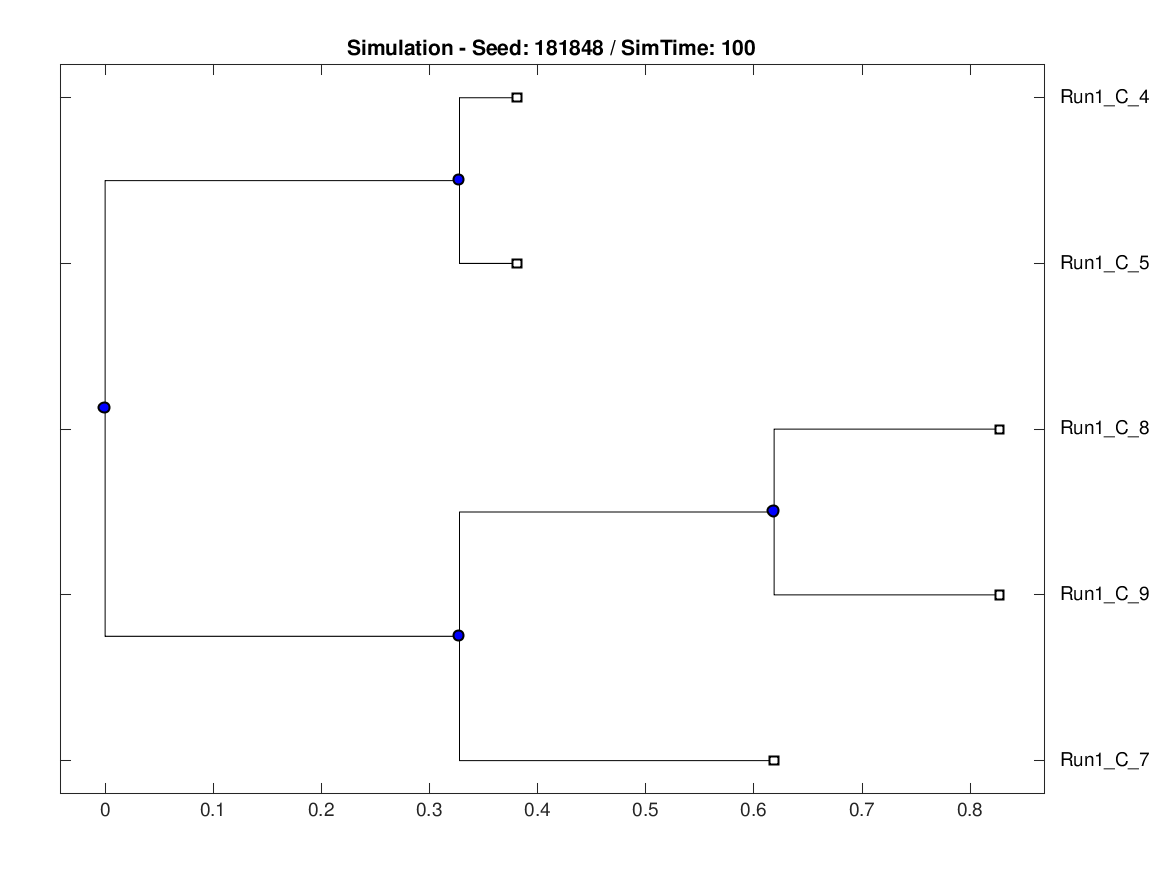 Simulation - Seed: 181848 / SimTime: 100
Run1_C_4
Run1_C_5
Run1_C_8
Run1_C_9
Run1_C_7
0 0.1 0.2 0.3 0.4 0.5 0.6 0.7 0.8